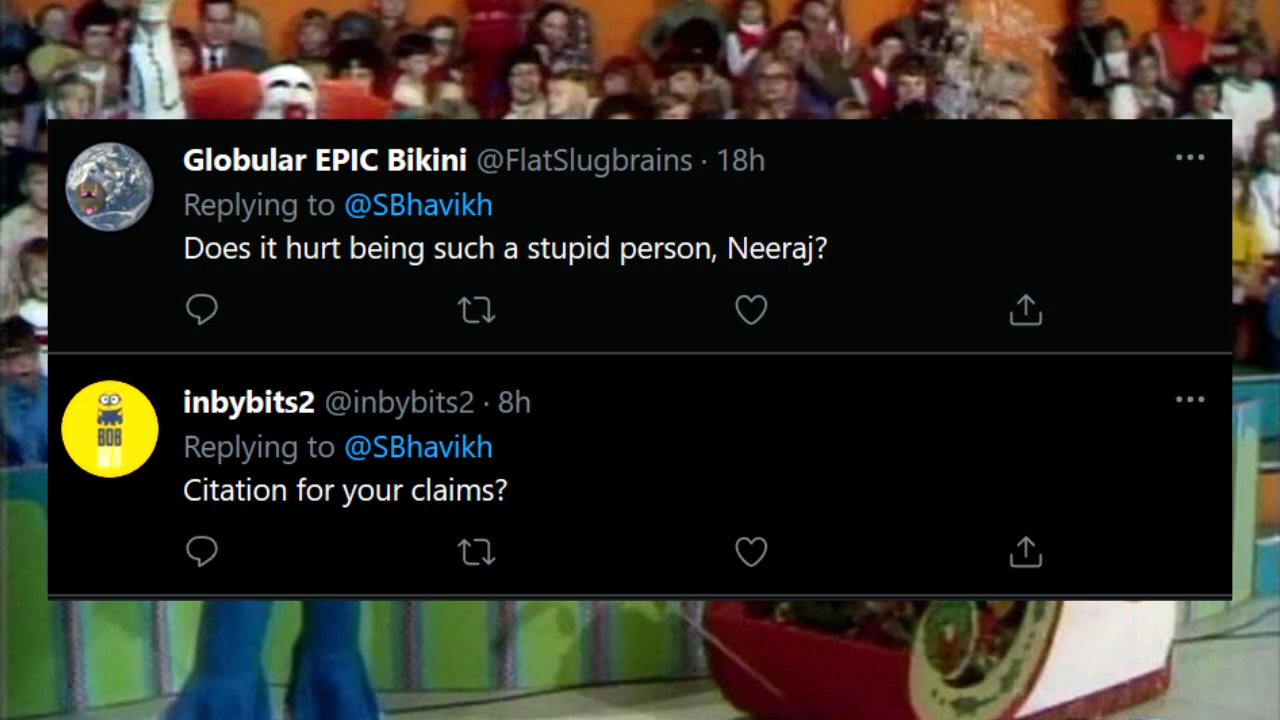 Globular EPIC Bikini @FlatSlugbrains · 18h
Replying to @SBhavikh
Does it hurt being such a stupid person, Neeraj?
BOB
inbybits2 @inbybits2 · 8h
Replying to @SBhavikh
Citation for your claims?